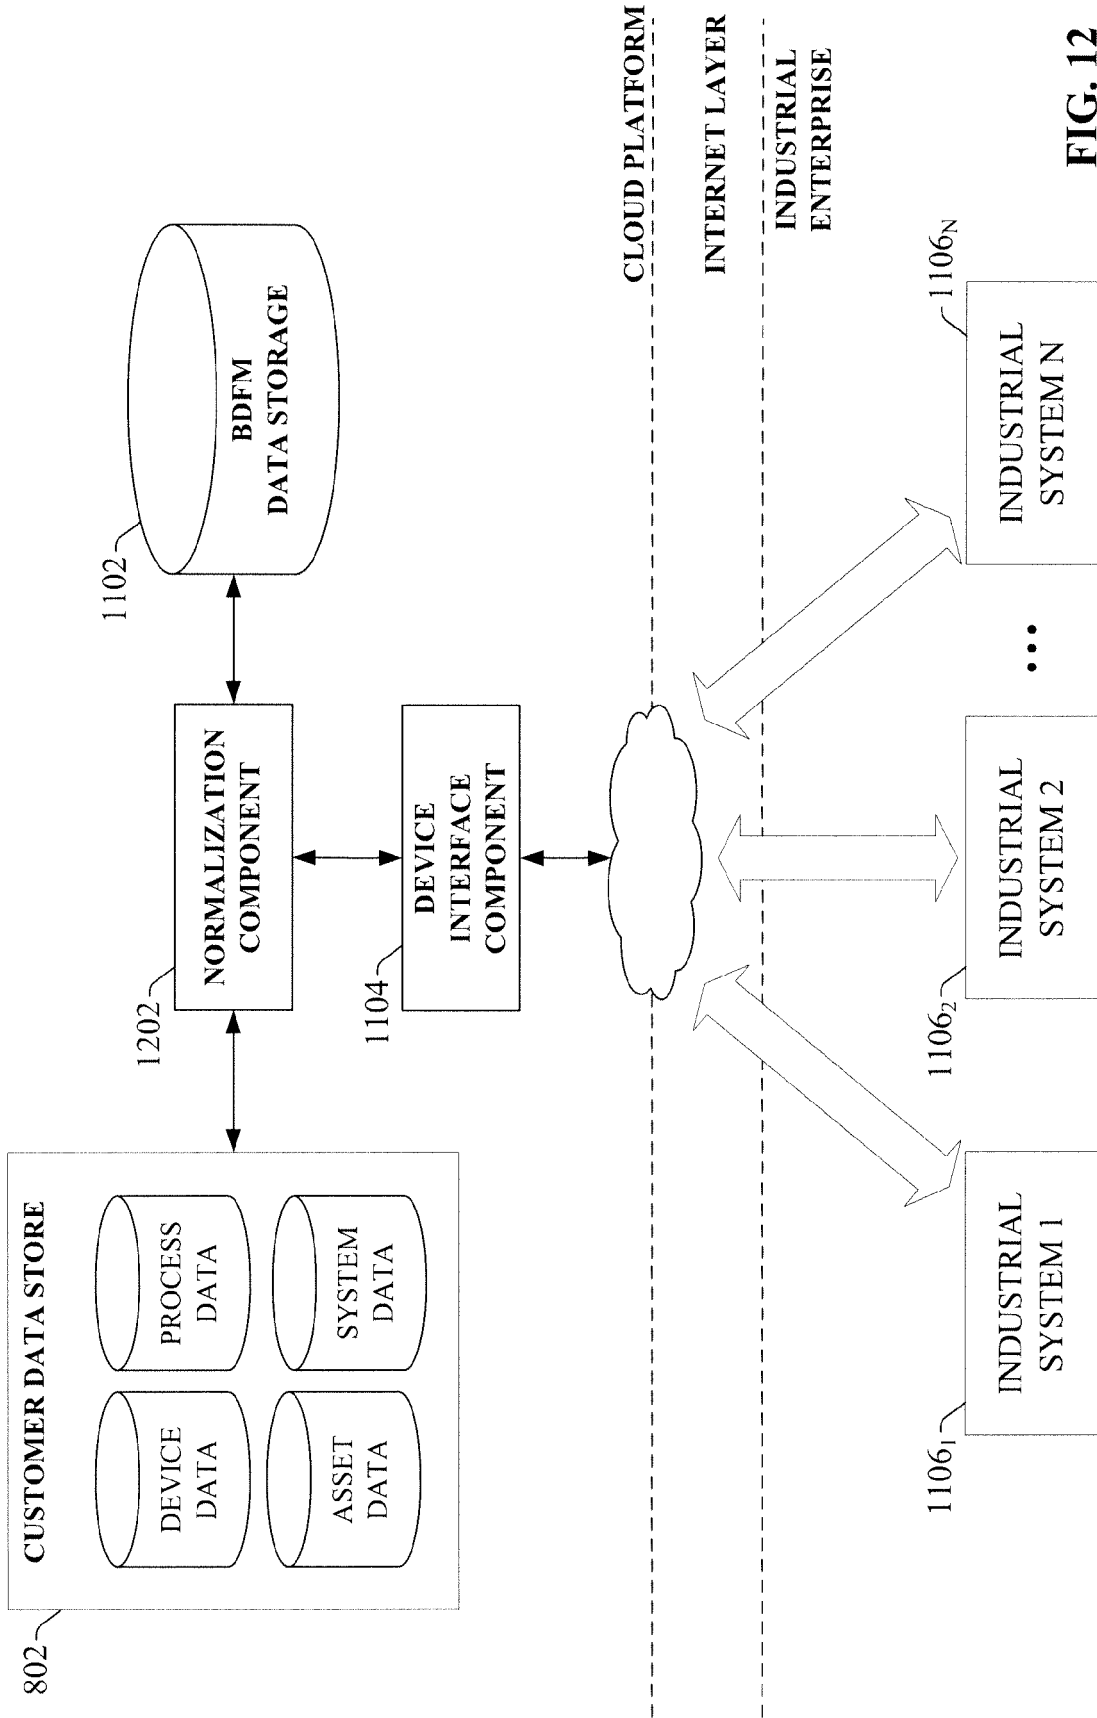 802
CUSTOMER DATA STORE
DEVICE
DATA
PROCESS
DATA
ASSET
DATA
SYSTEM
DATA
1202
NORMALIZATION
COMPONENT
1102
BDFM
DATA STORAGE
1104
DEVICE
INTERFACE
COMPONENT
CLOUD PLATFORM
INTERNET LAYER
INDUSTRIAL
ENTERPRISE
1106₁
INDUSTRIAL
SYSTEM 1
1106₂
INDUSTRIAL
SYSTEM 2
...
1106N
INDUSTRIAL
SYSTEM N
FIG. 12